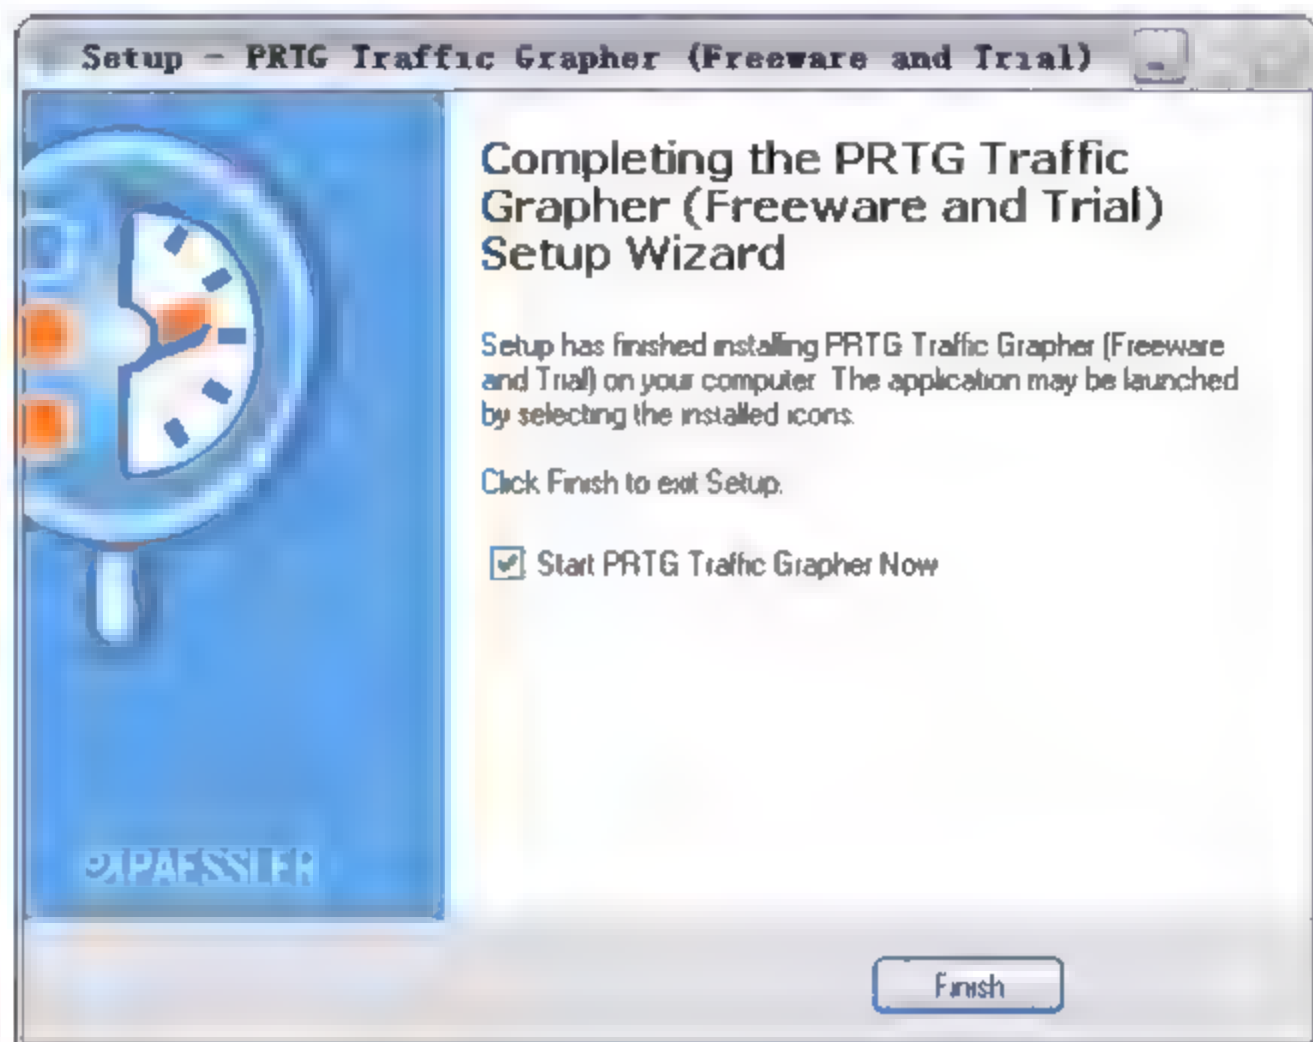 Setup - PRTG Traffic Grapher (Freeware and Trial)
Completing the PRTG Traffic
Grapher (Freeware and Trial)
Setup Wizard
Setup has finished installing PRTG Traffic Grapher (Freeware
and Trial) on your computer. The application may be launched
by selecting the installed icons.
Click Finish to exit Setup.
Start PRTG Traffic Grapher Now
PAESSLER
Finish